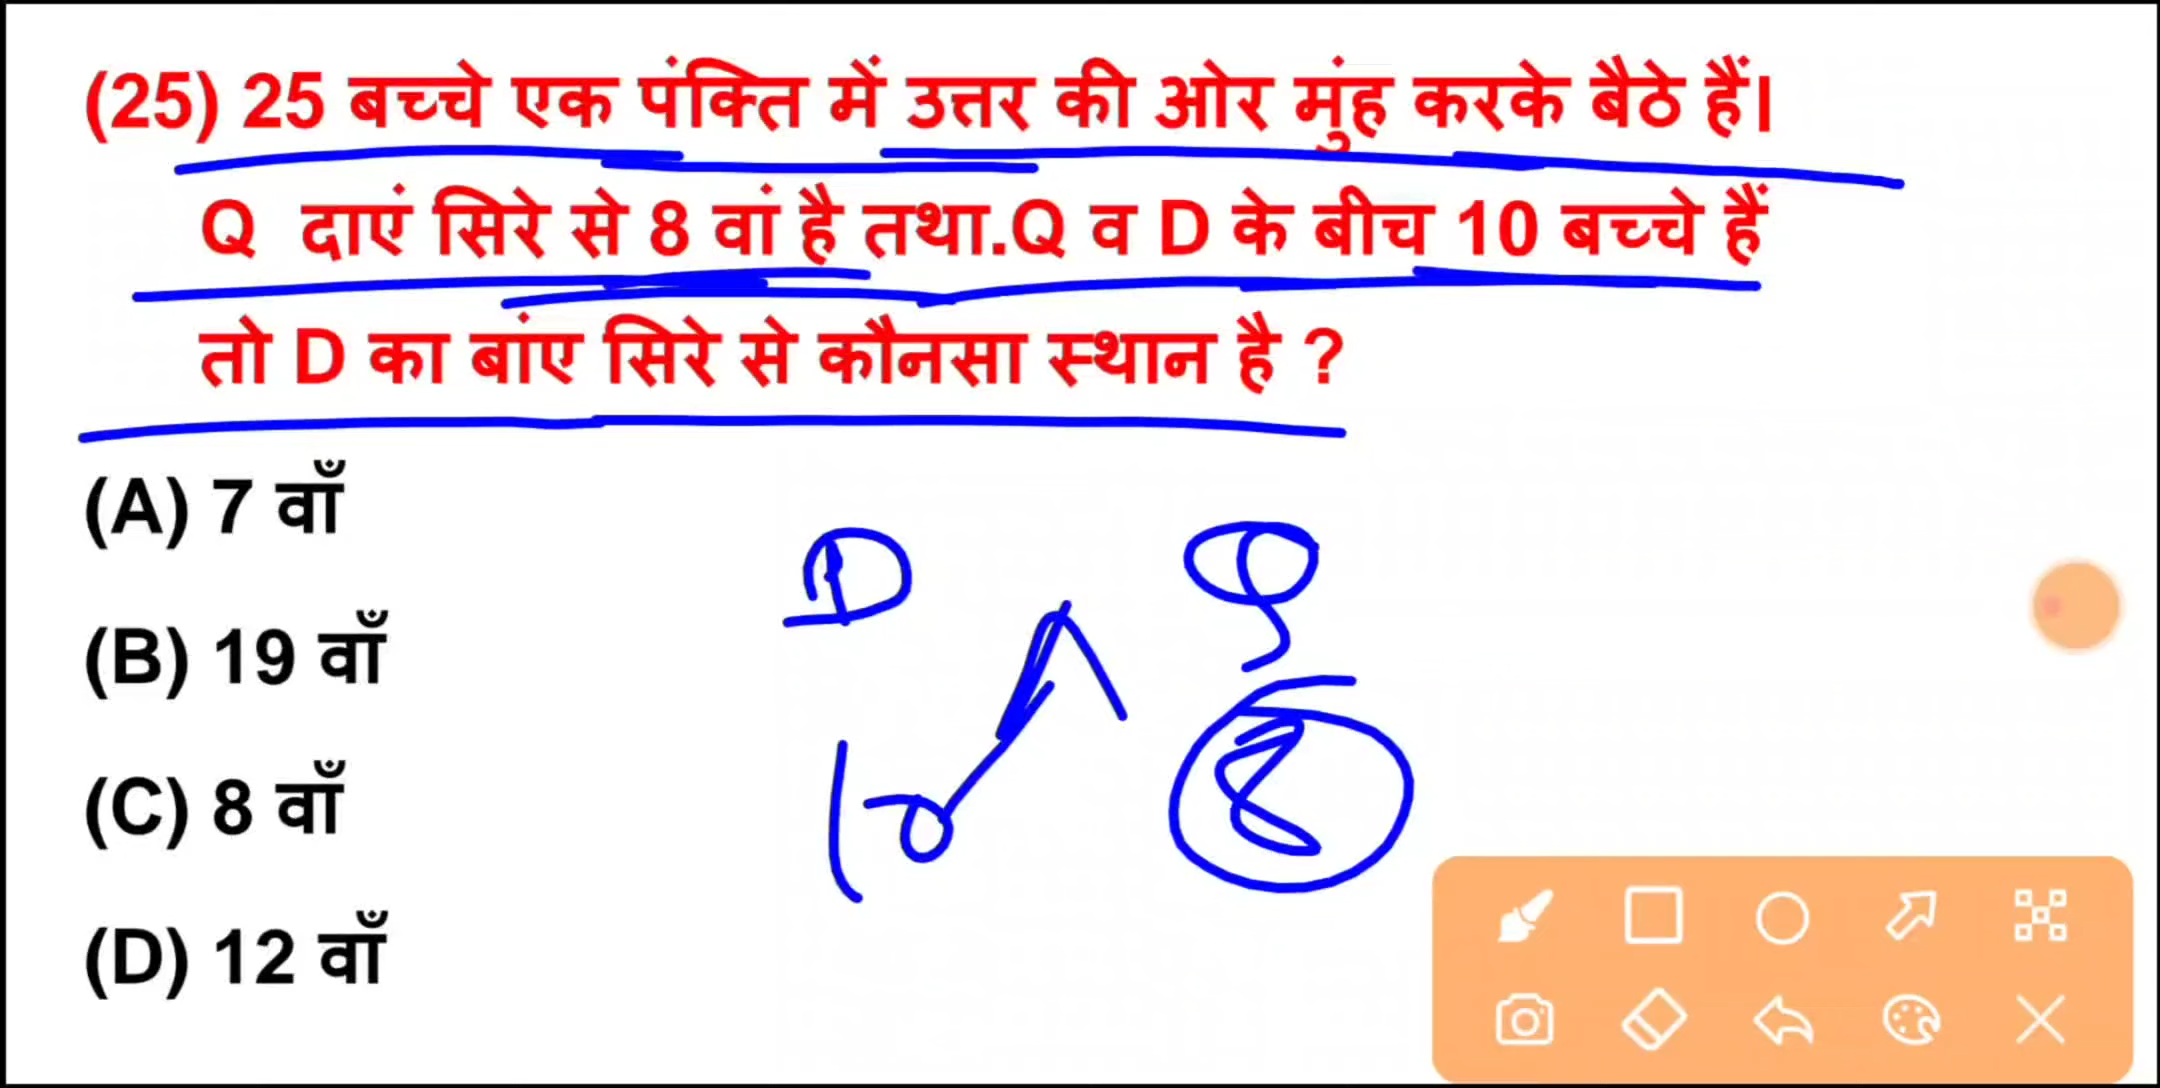 (25) 25 बच्चे एक पंक्ति में उत्तर की ओर मुंह करके बैठे हैं।
Q दाएं सिरे से 8 वां है तथा.Q व D के बीच 10 बच्चे हैं
तो D का बांए सिरे से कौनसा स्थान है ?
(A) 7 वाँ
(B) 19 वाँ
(C) 8 वाँ
(D) 12 वाँ
D Q
10 8